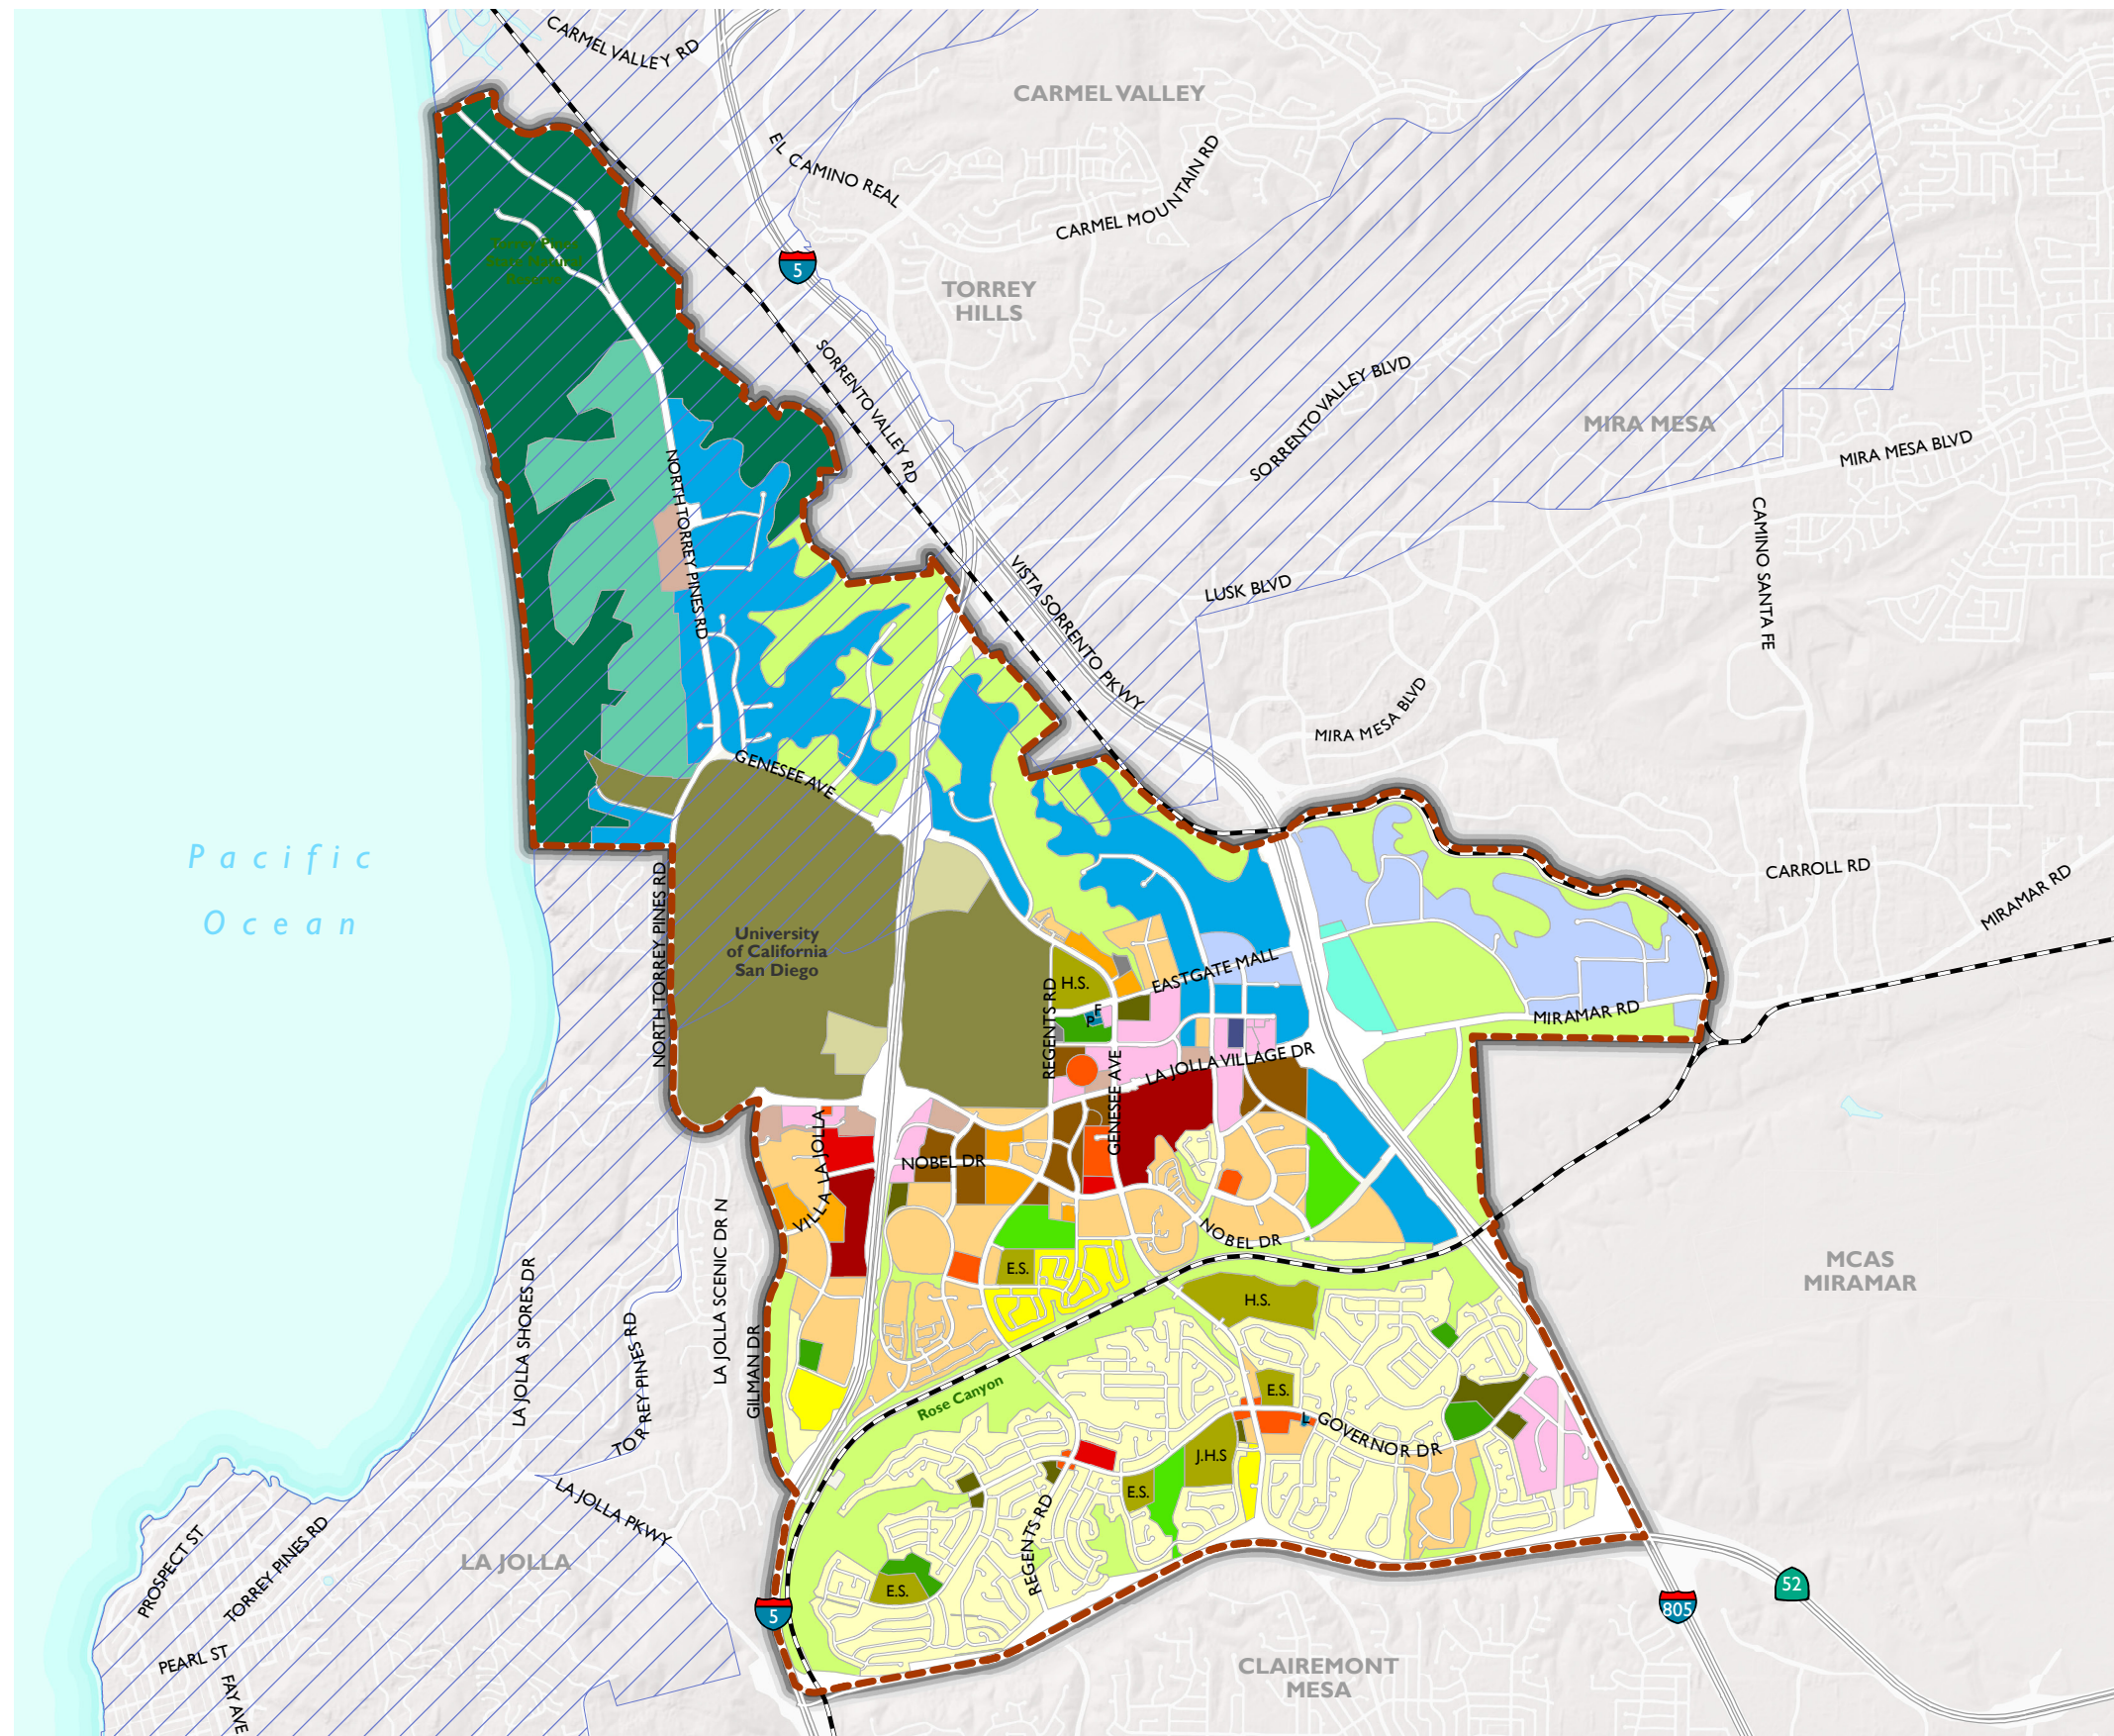 CARMEL VALLEY RD
CARMEL VALLEY
EL CAMINO REAL
CARMEL MOUNTAIN RD
Torrey Pines
State Natural
Reserve
5
TORREY
HILLS
SORRENTO VALLEY RD
SORRENTO VALLEY BLVD
MIRA MESA
MIRA MESA BLVD
NORTH TORREY PINES RD
CAMINO SANTA FE
VISTA SORRENTO PKWY
LUSK BLVD
MIRA MESA BLVD
GENESEE AVE
Pacific
Ocean
CARROLL RD
MIRAMAR RD
NORTH TORREY PINES RD
University
of California
San Diego
H.S.
EASTGATE MALL
REGENTS RD
F
P
MIRAMAR RD
GENESEE AVE
LA JOLLA VILLAGE DR
VILLA LA JOLLA
NOBEL DR
NOBEL DR
LA JOLLA SHORES DR
LA JOLLA SCENIC DR N
E.S.
MCAS
MIRAMAR
H.S.
TORREY PINES RD
GILMAN DR
Rose Canyon
E.S.
L
GOVERNOR DR
J.H.S
E.S.
LA JOLLA PKWY
REGENTS RD
PROSPECT ST
TORREY PINES RD
LA JOLLA
E.S.
5
805
52
PEARL ST
FAY AVE
CLAIREMONT
MESA